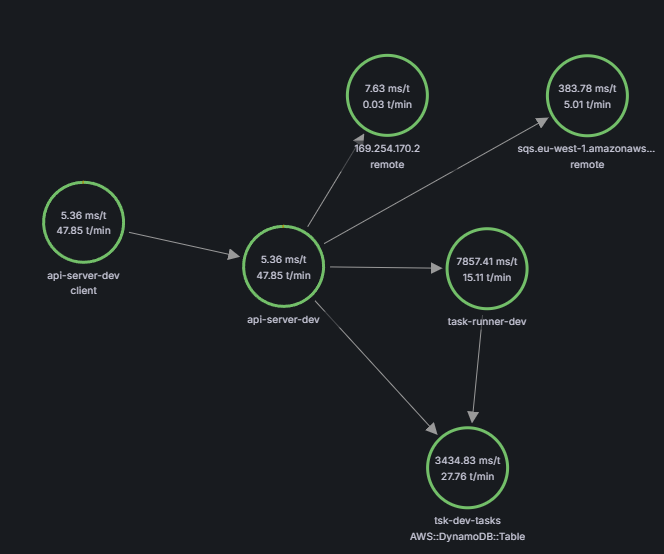 7.63 ms/t
0.03 t/min
169.254.170.2
remote
383.78 ms/t
5.01 t/min
sqs.eu-west-1.amazonaws...
remote
5.36 ms/t
47.85 t/min
api-server-dev
client
5.36 ms/t
47.85 t/min
api-server-dev
7857.41 ms/t
15.11 t/min
task-runner-dev
3434.83 ms/t
27.76 t/min
tsk-dev-tasks
AWS::DynamoDB::Table